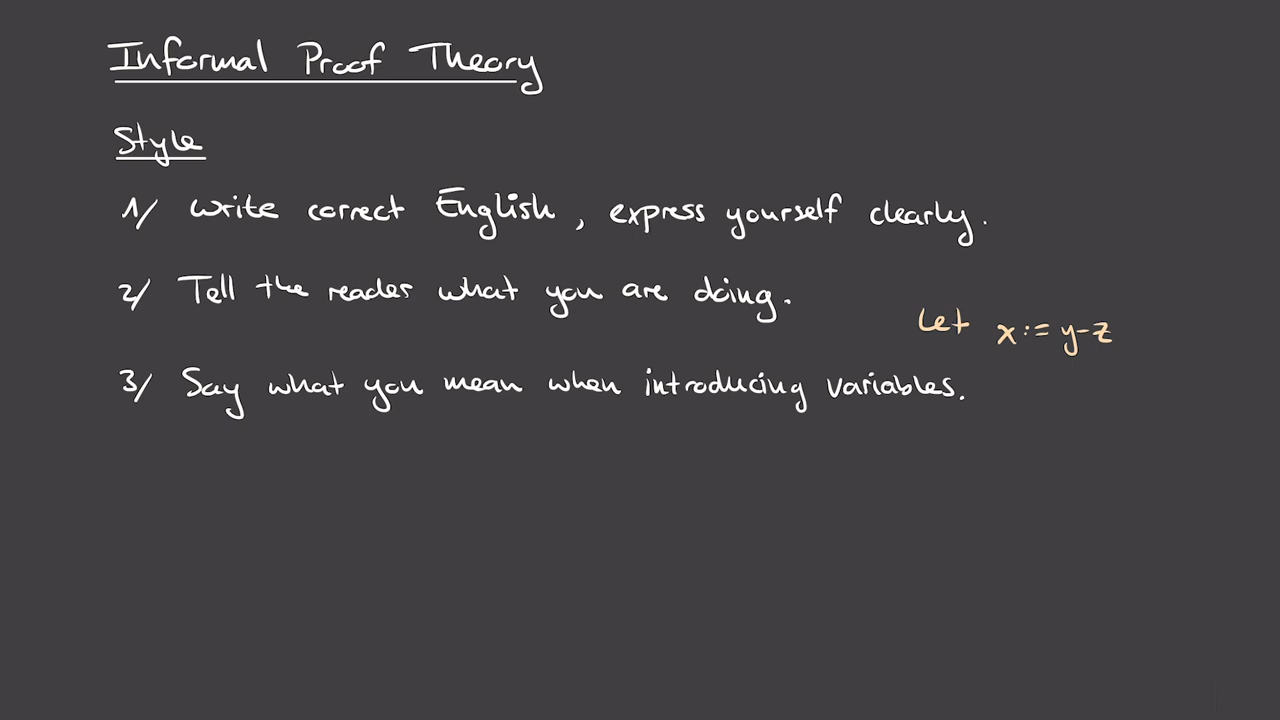 Informal Proof Theory
Style
1/ Write correct English, express yourself clearly.
2/ Tell the reader what you are doing.
Let x := y-z
3/ Say what you mean when introducing variables.